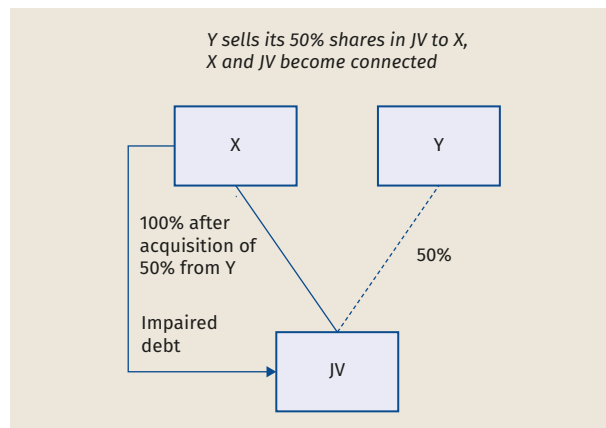 Y sells its 50% shares in JV to X,
X and JV become connected
X
Y
100% after
acquisition of
50% from Y
50%
Impaired
debt
JV